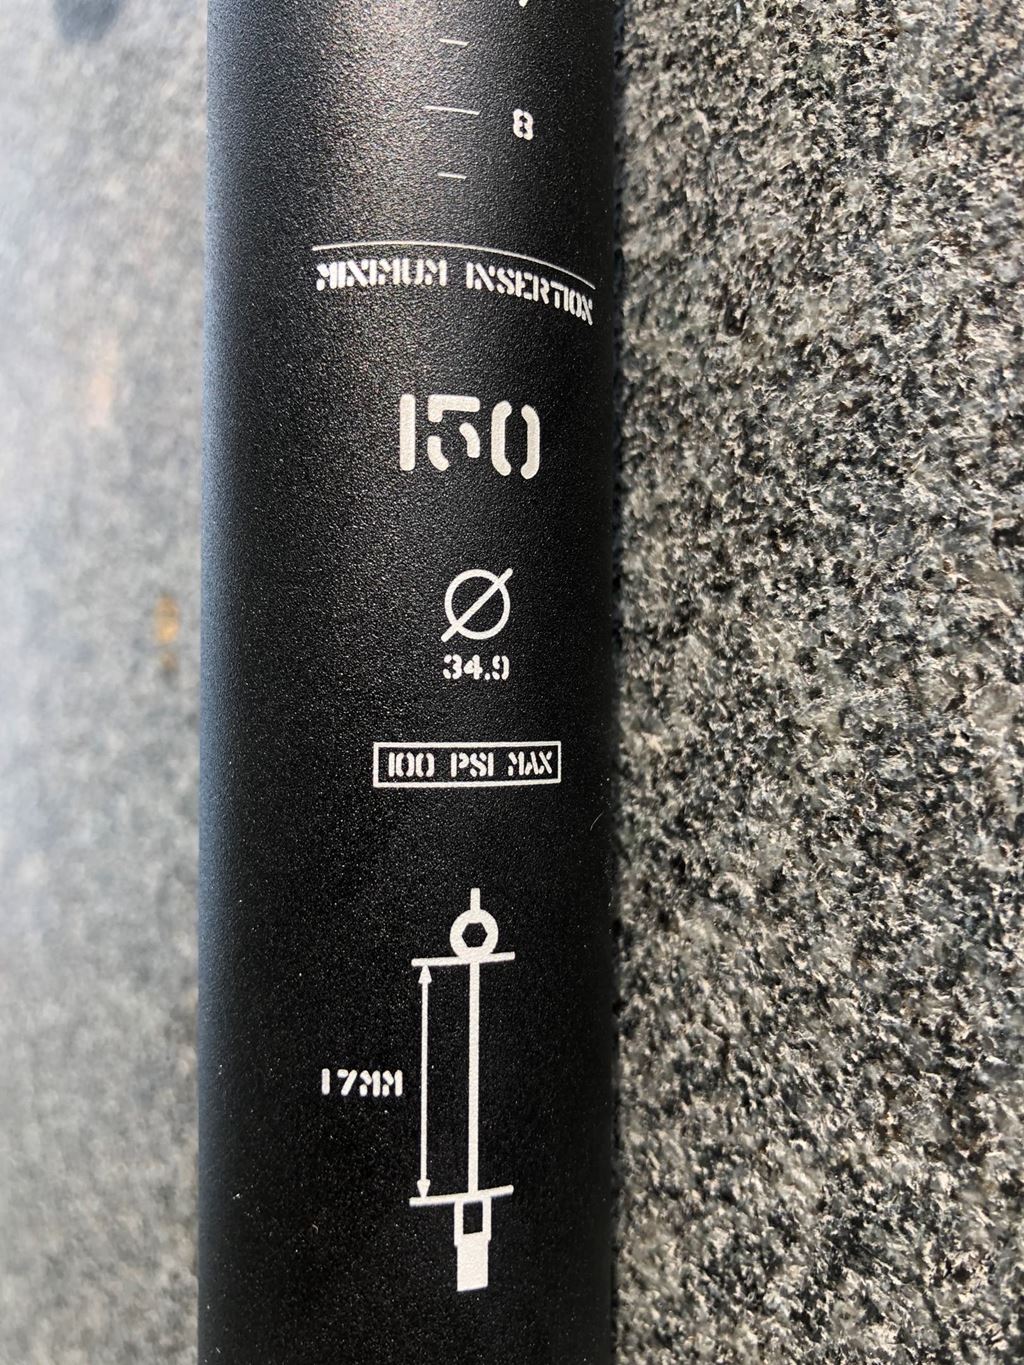 8
MINIMUM INSERTION
150
Ø
34.9
100 PSI MAX
17MM